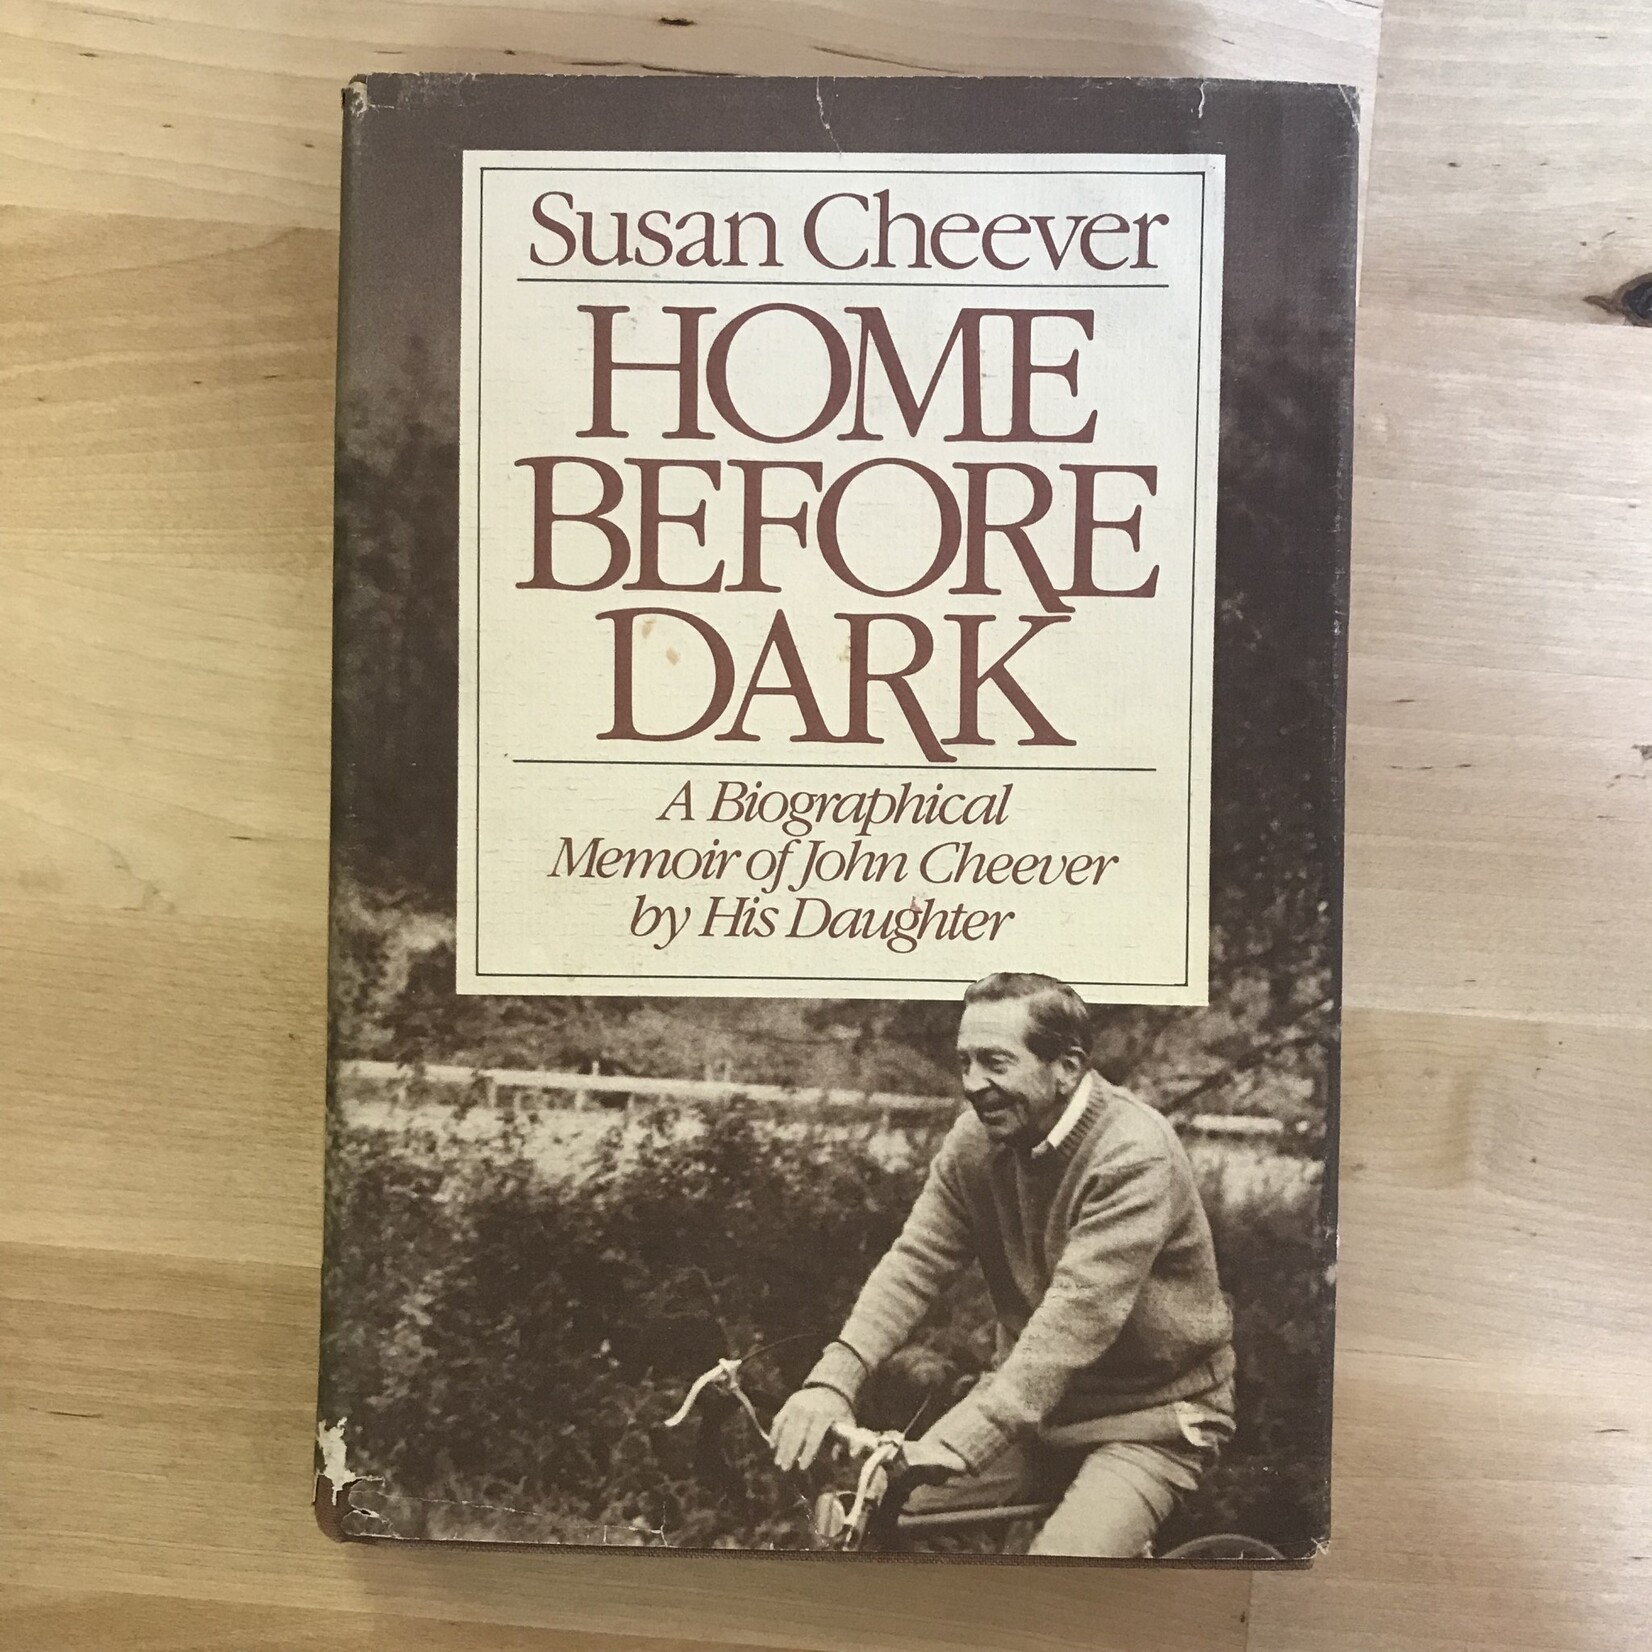 Susan Cheever
HOME
BEFORE
DARK
A Biographical
Memoir of John Cheever
by His Daughter